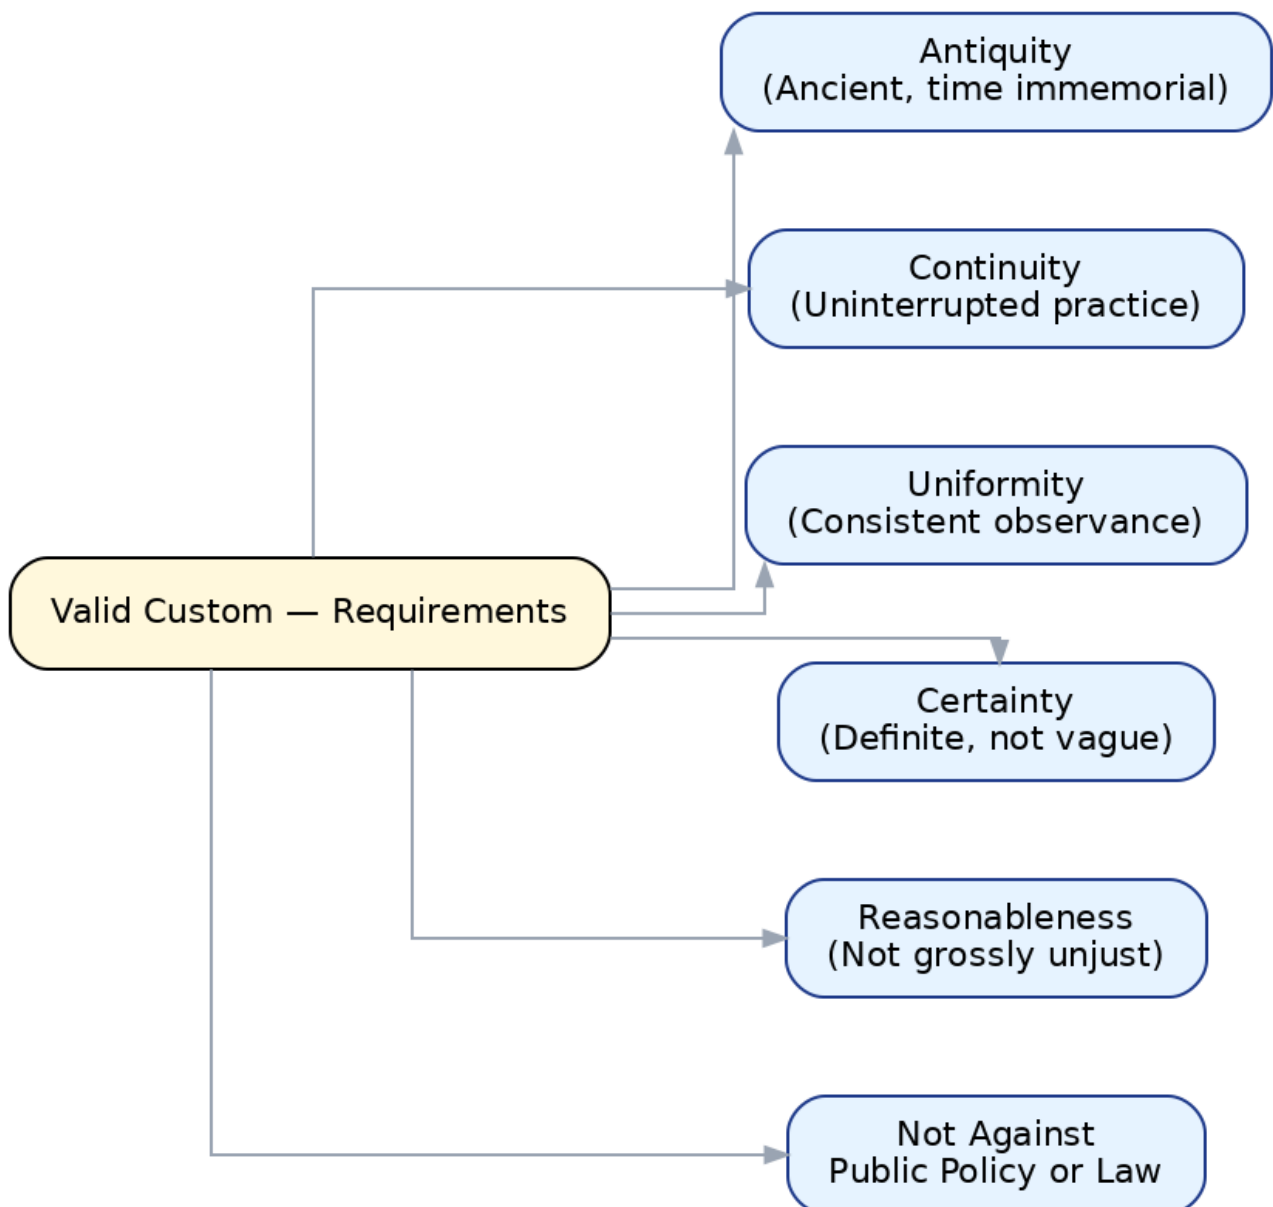 Antiquity
(Ancient, time immemorial)
Continuity
(Uninterrupted practice)
Uniformity
(Consistent observance)
Valid Custom — Requirements
Certainty
(Definite, not vague)
Reasonableness
(Not grossly unjust)
Not Against
Public Policy or Law